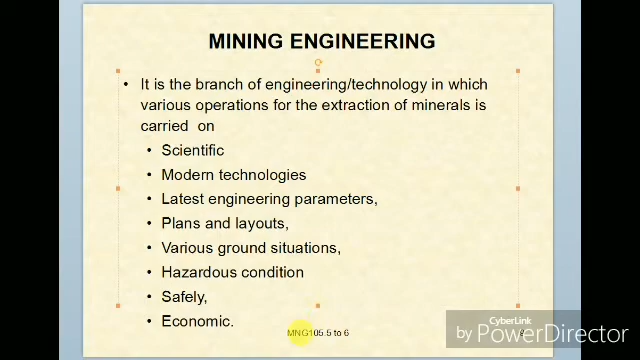 MINING ENGINEERING
• It is the branch of engineering/technology in which
various operations for the extraction of minerals is
carried on
• Scientific
• Modern technologies
• Latest engineering parameters,
• Plans and layouts,
• Various ground situations,
• Hazardous condition
• Safely,
• Economic.
MNG105.5 to 6
CyberLink
by PowerDirector